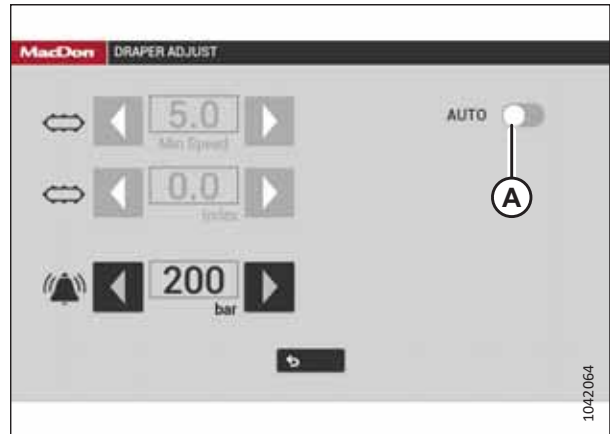 MacDon DRAPER ADJUST
5.0
Min Speed
AUTO
A
0.0
Index
200
bar
1042064